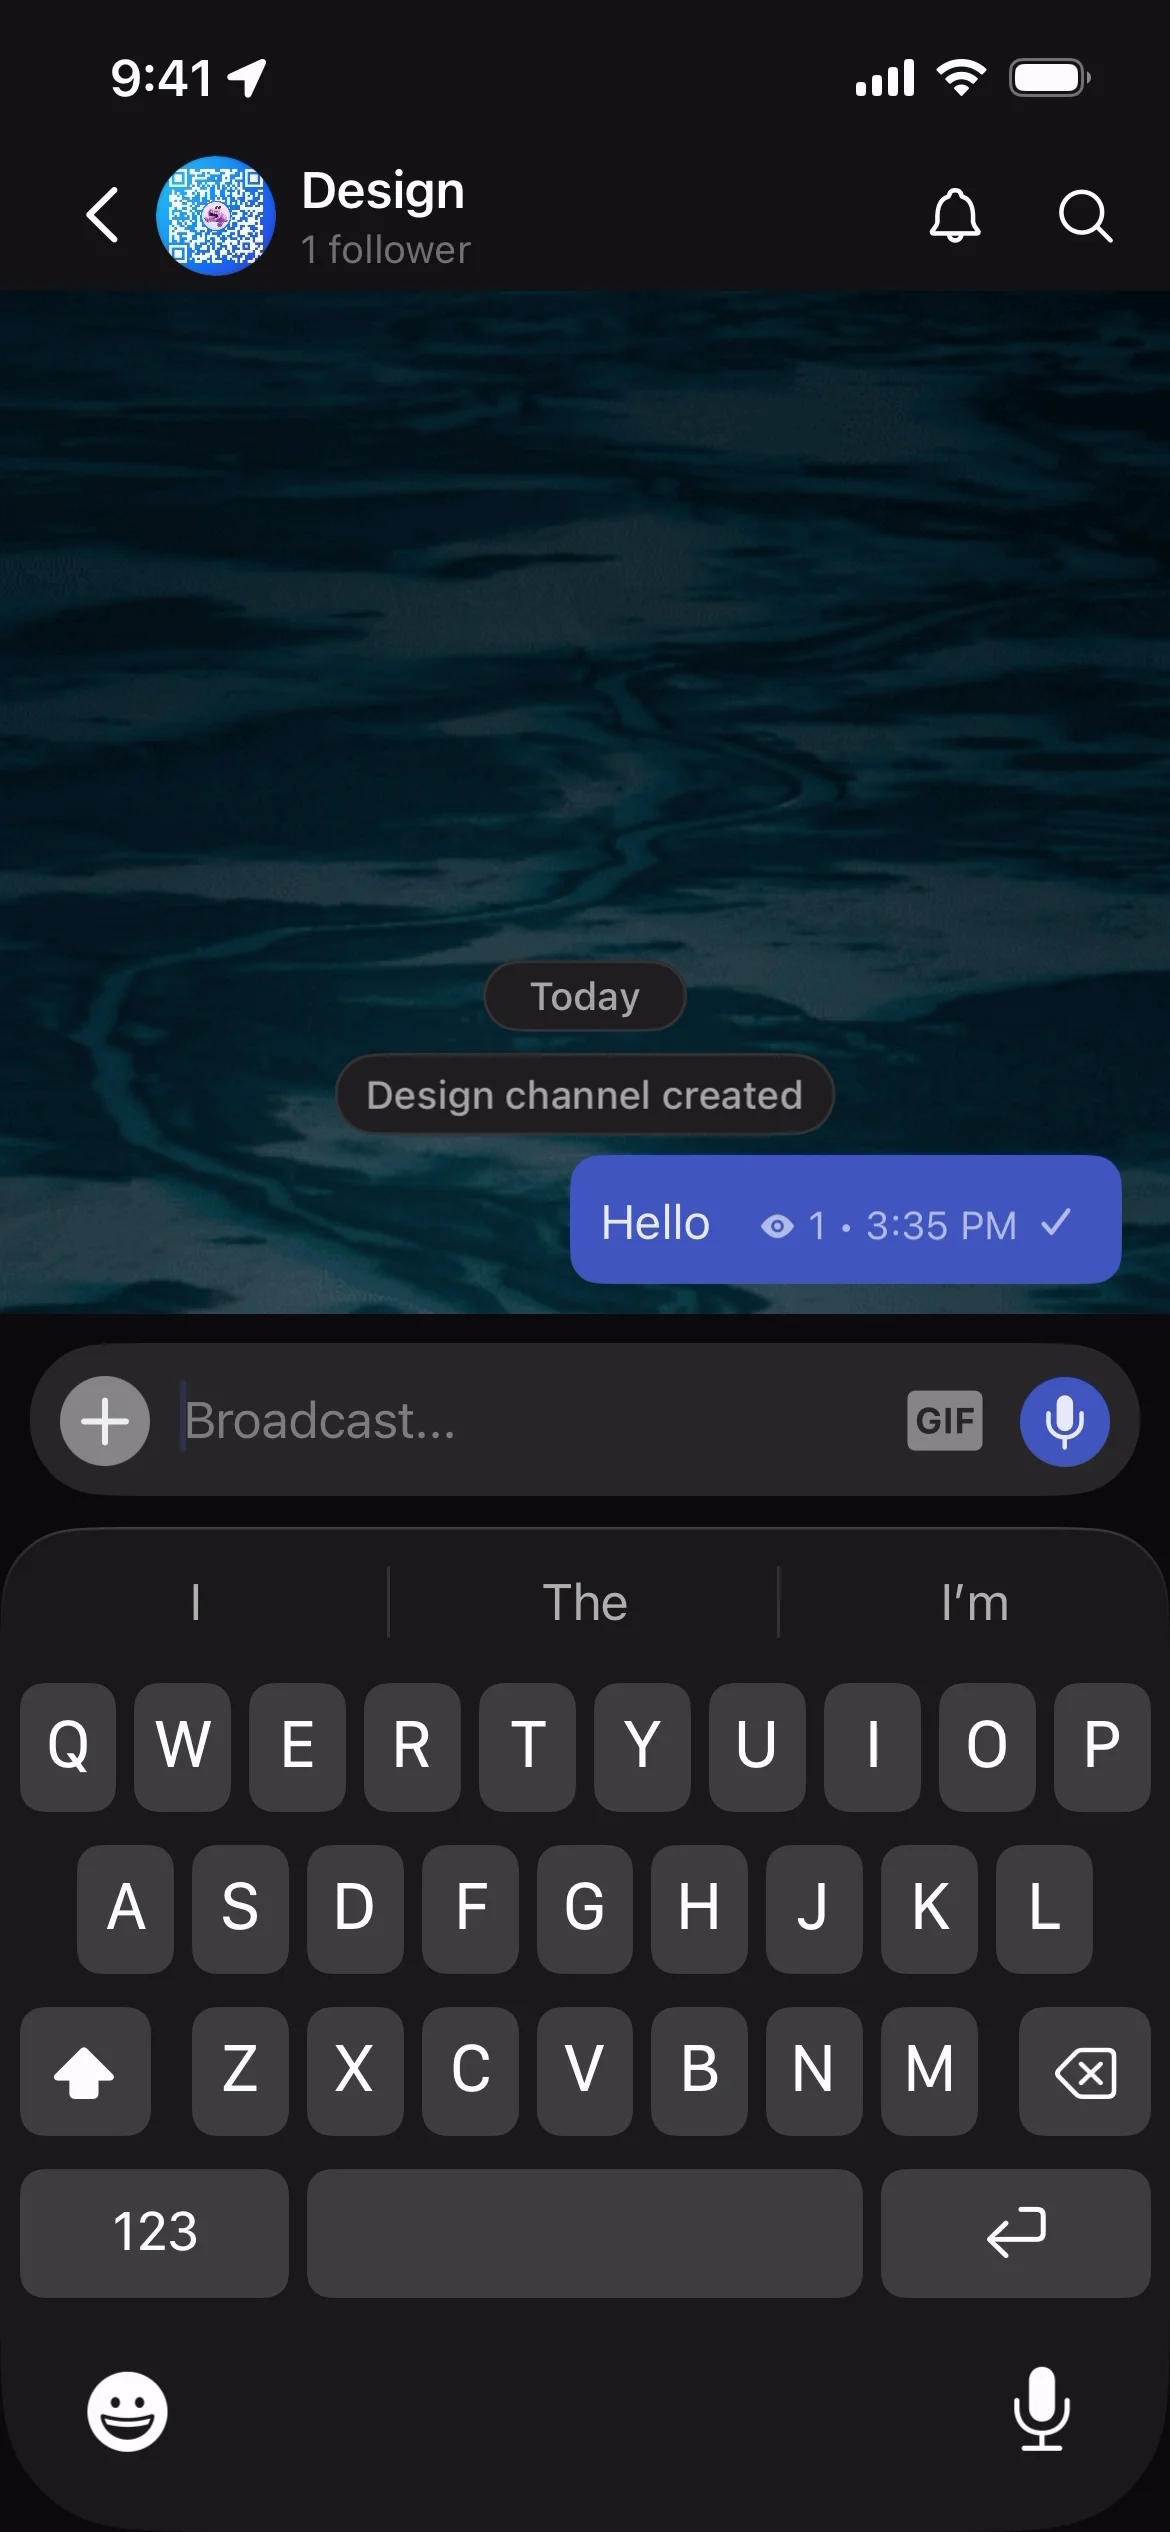 9:41
Design
1 follower
Today
Design channel created
Hello 1 • 3:35 PM
Broadcast...
GIF
I The I’m
Q W E R T Y U I O P
A S D F G H J K L
Z X C V B N M
123